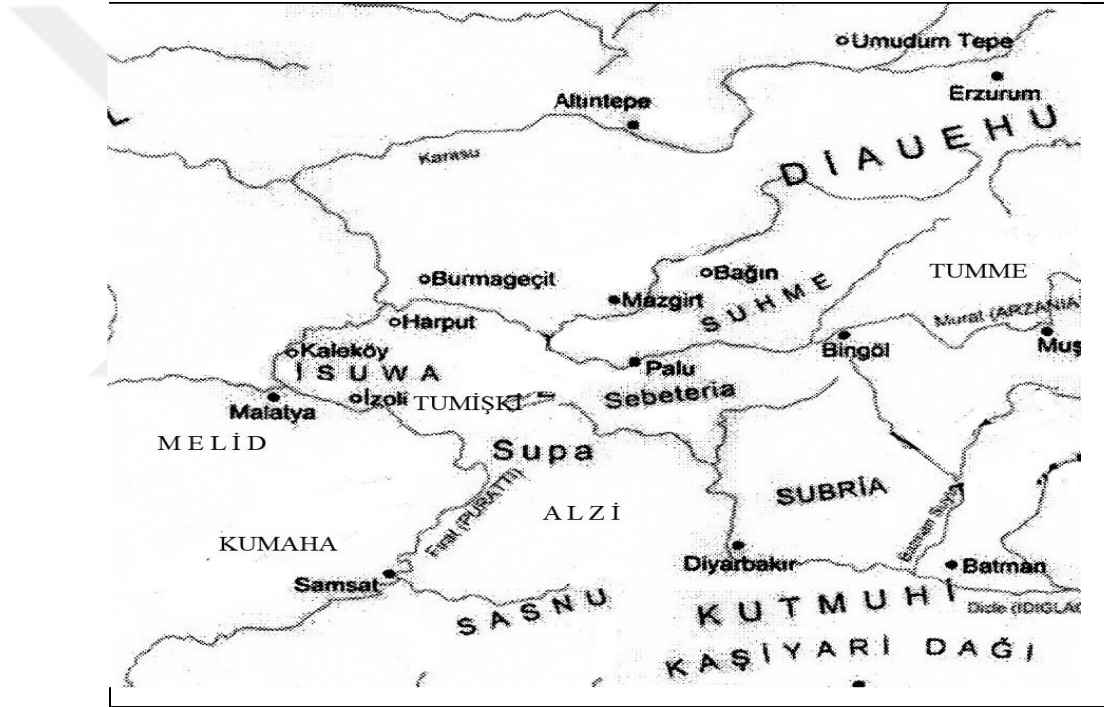 Umudum Tepe
Erzurum
Altıntepe
DİAUEHU
Karasu
TUMME
Bağın
Burmageçit
Mazgirt
SUHME
Harput
Murat (ARZANIA
Bingöl
Muş
Kaleköy
İSUWA
Palu
İzoli
TUMİŞKİ
Sebeteria
Malatya
MELİD
Supa
SUBRİA
Fırat (PURATTI)
ALZİ
KUMAHA
Diyarbakır
Batman
Samsat
SASNU
KUTMUHİ
Dicle (IDIGLAC
KAŞİYARİ DAĞI